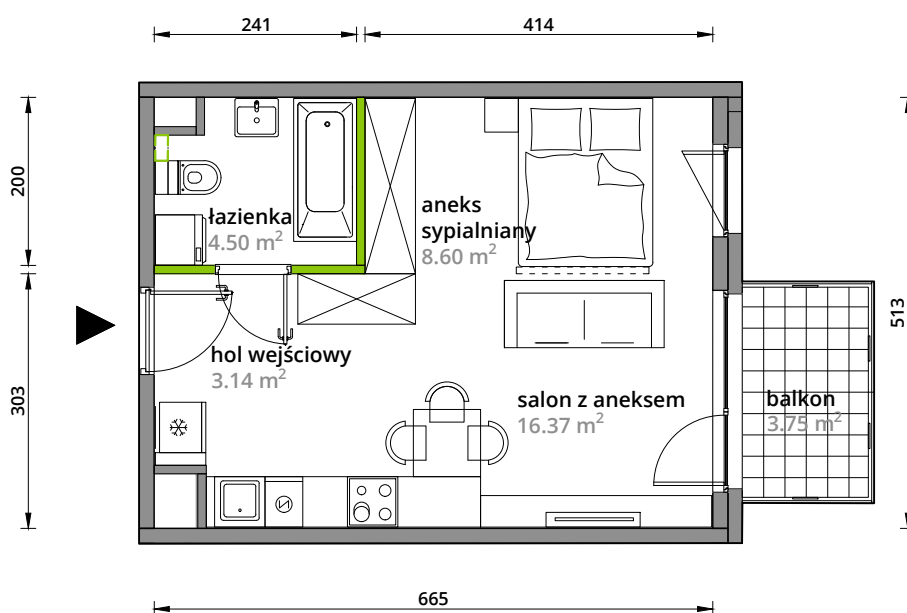 241
414
200
303
513
665
łazienka
4.50 m²
aneks
sypialniany
8.60 m²
hol wejściowy
3.14 m²
salon z aneksem
16.37 m²
balkon
3.75 m²